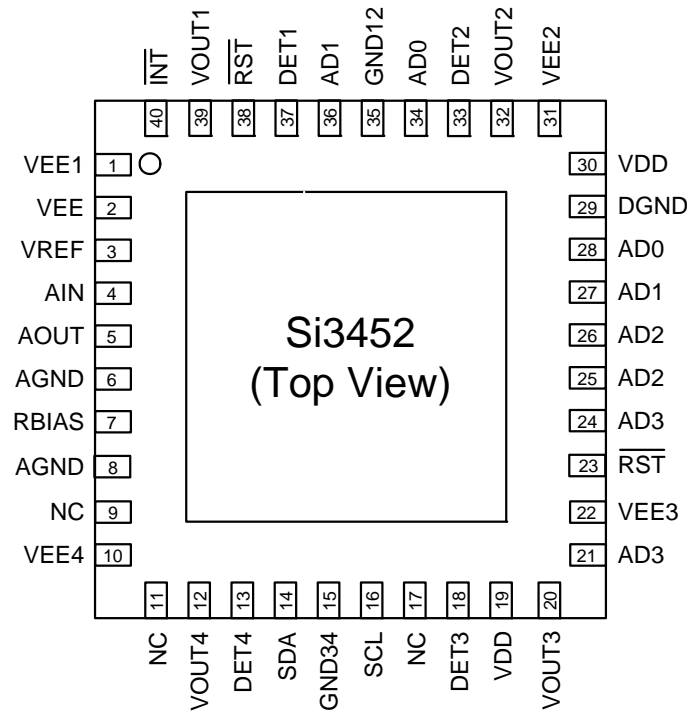 INT
VOUT1
RST
DET1
AD1
GND12
AD0
DET2
VOUT2
VEE2
40
39
38
37
36
35
34
33
32
31
VEE1 1
VEE 2
VREF 3
AIN 4
AOUT 5
AGND 6
RBIAS 7
AGND 8
NC 9
VEE4 10
Si3452
(Top View)
30 VDD
29 DGND
28 AD0
27 AD1
26 AD2
25 AD2
24 AD3
23 RST
22 VEE3
21 AD3
11
12
13
14
15
16
17
18
19
20
NC
VOUT4
DET4
SDA
GND34
SCL
NC
DET3
VDD
VOUT3